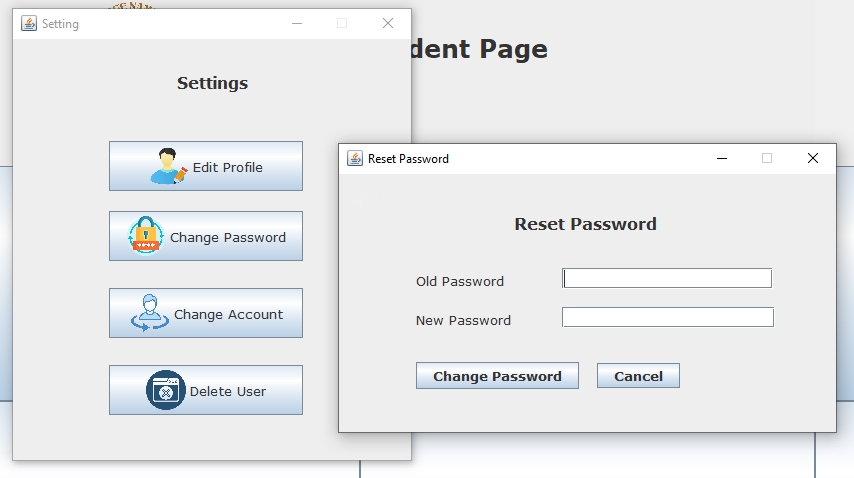 Setting
Settings
Edit Profile
Change Password
Change Account
Delete User
dent Page
Reset Password
Reset Password
Old Password
New Password
Change Password
Cancel